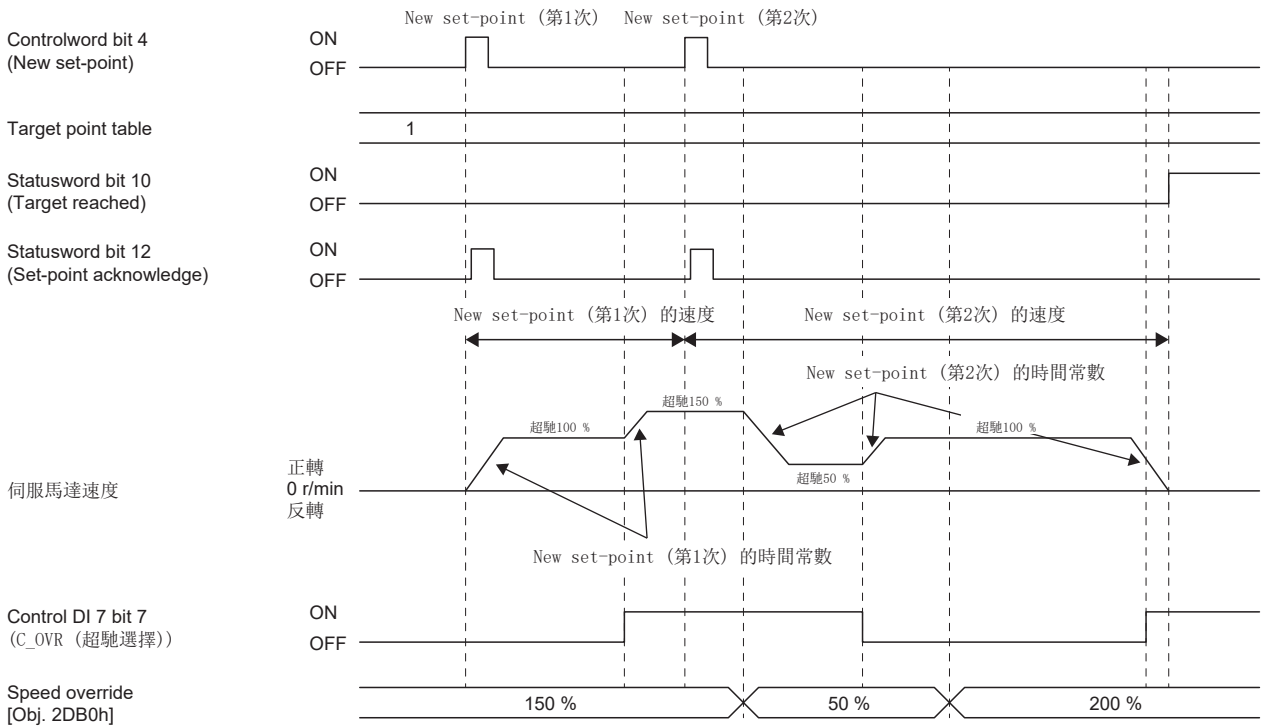 New set-point (第1次)
New set-point (第2次)
Controlword bit 4
(New set-point)
ON
OFF
Target point table
1
Statusword bit 10
(Target reached)
ON
OFF
Statusword bit 12
(Set-point acknowledge)
ON
OFF
New set-point (第1次) 的速度
New set-point (第2次) 的速度
New set-point (第2次) 的時間常數
超馳150 %
超馳100 %
超馳100 %
超馳50 %
伺服馬達速度
正轉
0 r/min
反轉
New set-point (第1次) 的時間常數
Control DI 7 bit 7
(C_OVR (超馳選擇))
ON
OFF
Speed override
[Obj. 2DB0h]
150 %
50 %
200 %